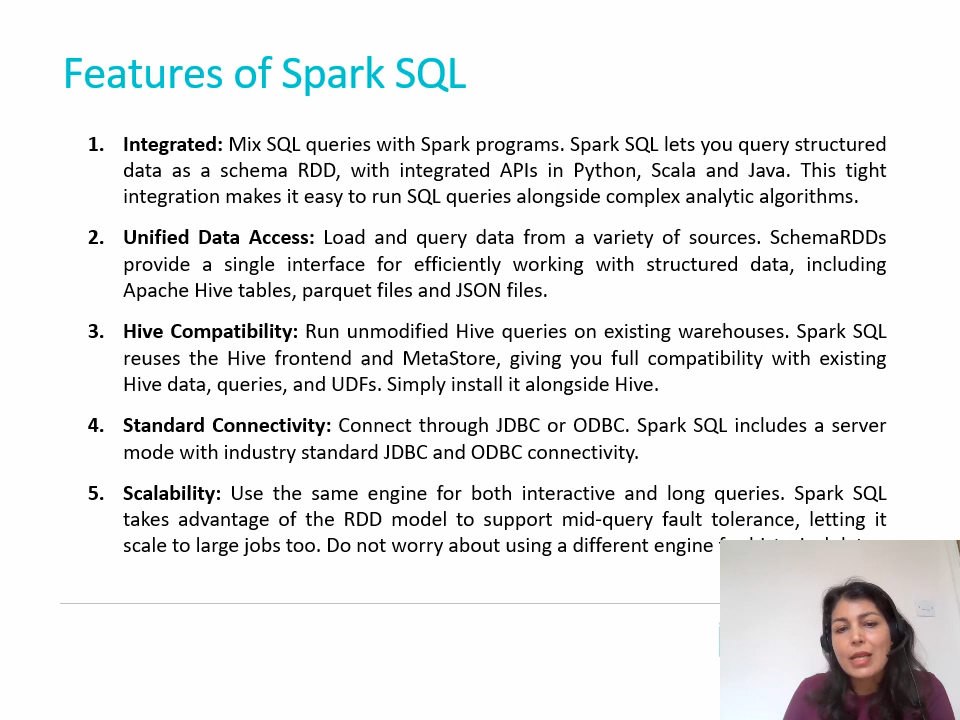 Features of Spark SQL
1. Integrated: Mix SQL queries with Spark programs. Spark SQL lets you query structured
data as a schema RDD, with integrated APIs in Python, Scala and Java. This tight
integration makes it easy to run SQL queries alongside complex analytic algorithms.
2. Unified Data Access: Load and query data from a variety of sources. SchemaRDDs
provide a single interface for efficiently working with structured data, including
Apache Hive tables, parquet files and JSON files.
3. Hive Compatibility: Run unmodified Hive queries on existing warehouses. Spark SQL
reuses the Hive frontend and MetaStore, giving you full compatibility with existing
Hive data, queries, and UDFs. Simply install it alongside Hive.
4. Standard Connectivity: Connect through JDBC or ODBC. Spark SQL includes a server
mode with industry standard JDBC and ODBC connectivity.
5. Scalability: Use the same engine for both interactive and long queries. Spark SQL
takes advantage of the RDD model to support mid-query fault tolerance, letting it
scale to large jobs too. Do not worry about using a different engine